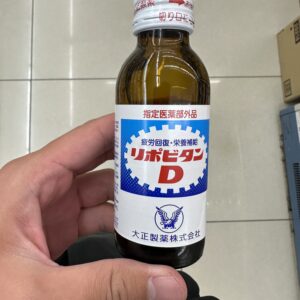 指定医薬部外品
疲労回復・栄養補給
リポビタン
D
大正製薬株式会社